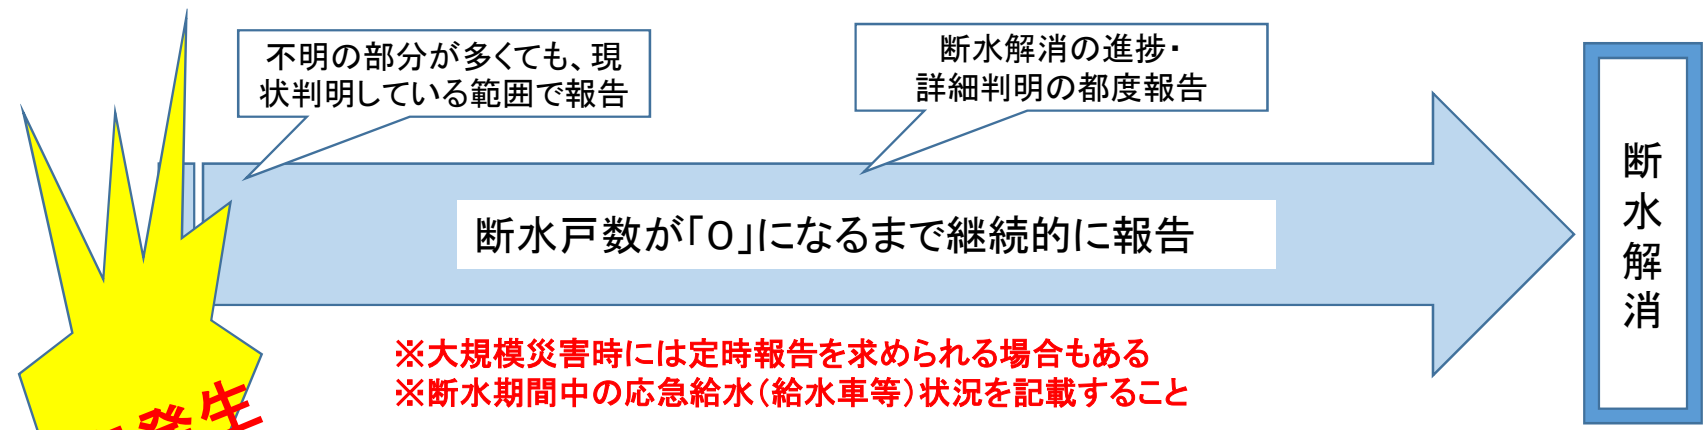 不明の部分が多くても、現
状判明している範囲で報告
断水解消の進捗・
詳細判明の都度報告
断水戸数が「0」になるまで継続的に報告
断水解消
※大規模災害時には定時報告を求められる場合もある
※断水期間中の応急給水(給水車等)状況を記載すること
発生